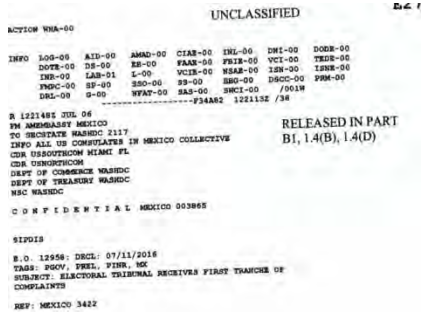 UNCLASSIFIED
ACTION WHA-00
INFO LOG-00 AID-00 AMAD-00 CIAE-00 INL-00 DNI-00 DODE-00
DOTE-00 DS-00 EB-00 FAAE-00 FBIE-00 VCI-00 TEDE-00
INR-00 LAB-01 L-00 VCIE-00 NSAE-00 ISN-00 ISNE-00
FMPC-00 SP-00 SSO-00 SS-00 BBG-00 DSCC-00 PRM-00
DRL-00 G-00 NFAT-00 SAS-00 SWCI-00 /001W
------------------F34A82 122113Z /38
R 122148Z JUL 06
FM AMEMBASSY MEXICO
TO SECSTATE WASHDC 2117
INFO ALL US CONSULATES IN MEXICO COLLECTIVE
CDR USSOUTHCOM MIAMI FL
CDR USNORTHCOM
DEPT OF COMMERCE WASHDC
DEPT OF TREASURY WASHDC
NSC WASHDC
RELEASED IN PART
B1, 1.4(B), 1.4(D)
C O N F I D E N T I A L MEXICO 003865
SIPDIS
E.O. 12958: DECL: 07/11/2016
TAGS: PGOV, PREL, PINR, MX
SUBJECT: ELECTORAL TRIBUNAL RECEIVES FIRST TRANCHE OF
COMPLAINTS
REF: MEXICO 3422